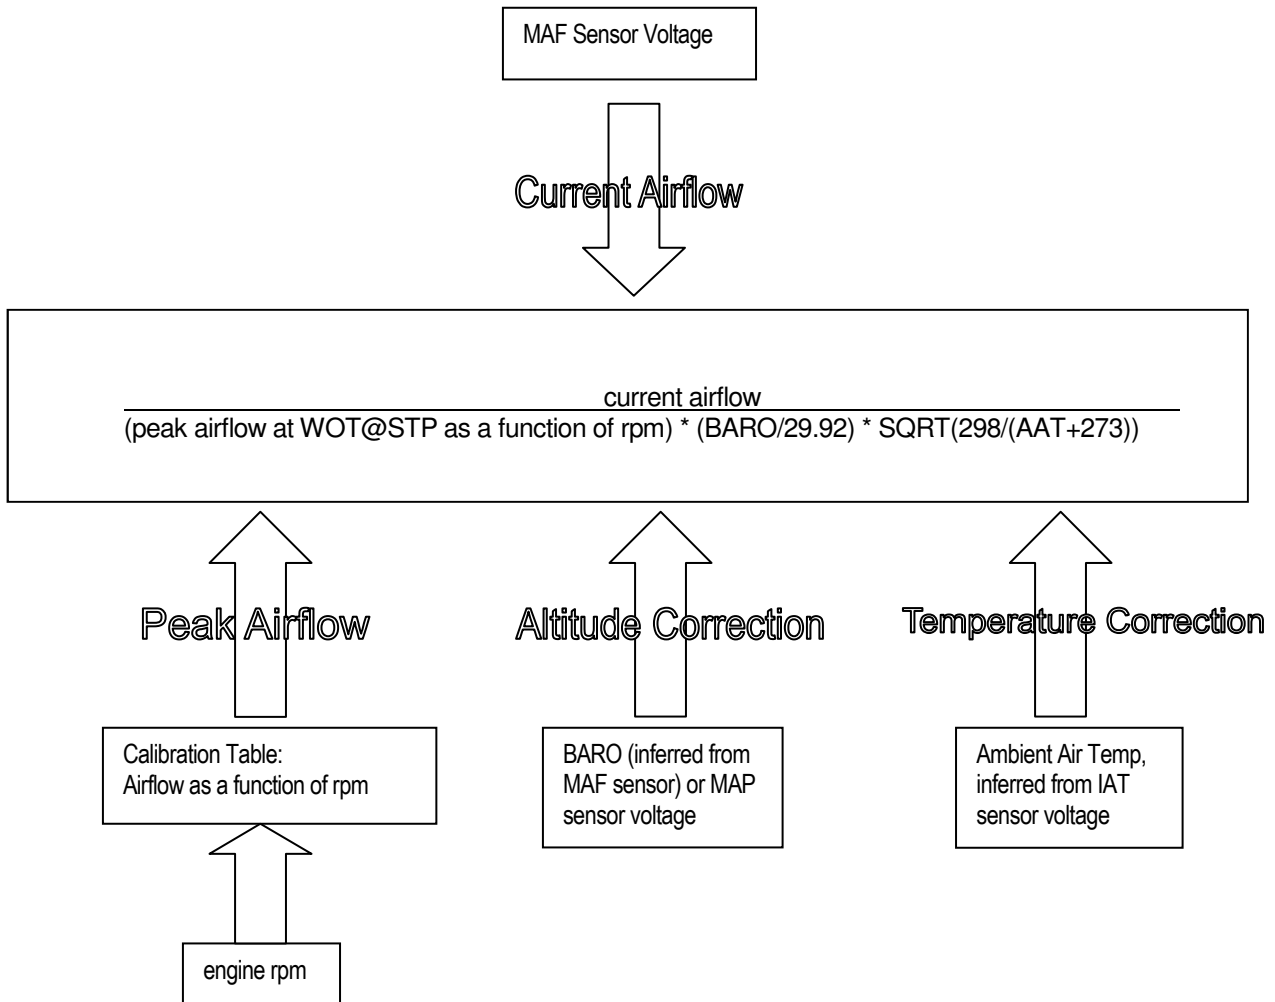 MAF Sensor Voltage
Current Airflow
current airflow
(peak airflow at WOT@STP as a function of rpm) * (BARO/29.92) * SQRT(298/(AAT+273))
Peak Airflow
Altitude Correction
Temperature Correction
Calibration Table:
Airflow as a function of rpm
BARO (inferred from
MAF sensor) or MAP
sensor voltage
Ambient Air Temp,
inferred from IAT
sensor voltage
engine rpm